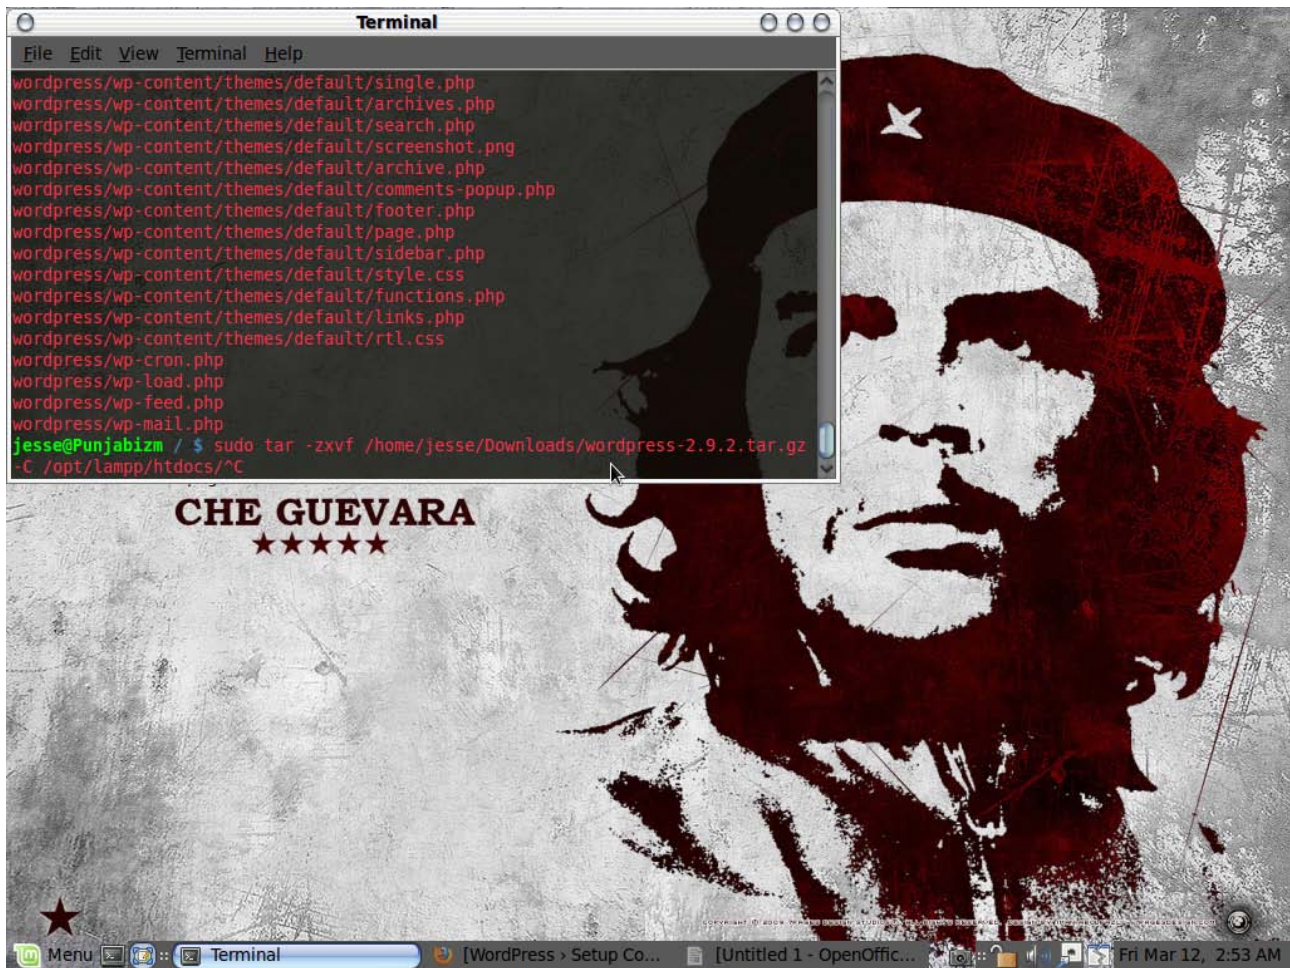 Terminal
File Edit View Terminal Help
wordpress/wp-content/themes/default/single.php
wordpress/wp-content/themes/default/archives.php
wordpress/wp-content/themes/default/search.php
wordpress/wp-content/themes/default/screenshot.png
wordpress/wp-content/themes/default/archive.php
wordpress/wp-content/themes/default/comments-popup.php
wordpress/wp-content/themes/default/footer.php
wordpress/wp-content/themes/default/page.php
wordpress/wp-content/themes/default/sidebar.php
wordpress/wp-content/themes/default/style.css
wordpress/wp-content/themes/default/functions.php
wordpress/wp-content/themes/default/links.php
wordpress/wp-content/themes/default/rtl.css
wordpress/wp-cron.php
wordpress/wp-load.php
wordpress/wp-feed.php
wordpress/wp-mail.php
jesse@Punjabizm / $ sudo tar -zxvf /home/jesse/Downloads/wordpress-2.9.2.tar.gz
-C /opt/lampp/htdocs/^C
CHE GUEVARA
Menu Terminal [WordPress › Setup Co... [Untitled 1 - OpenOffic... Fri Mar 12, 2:53 AM